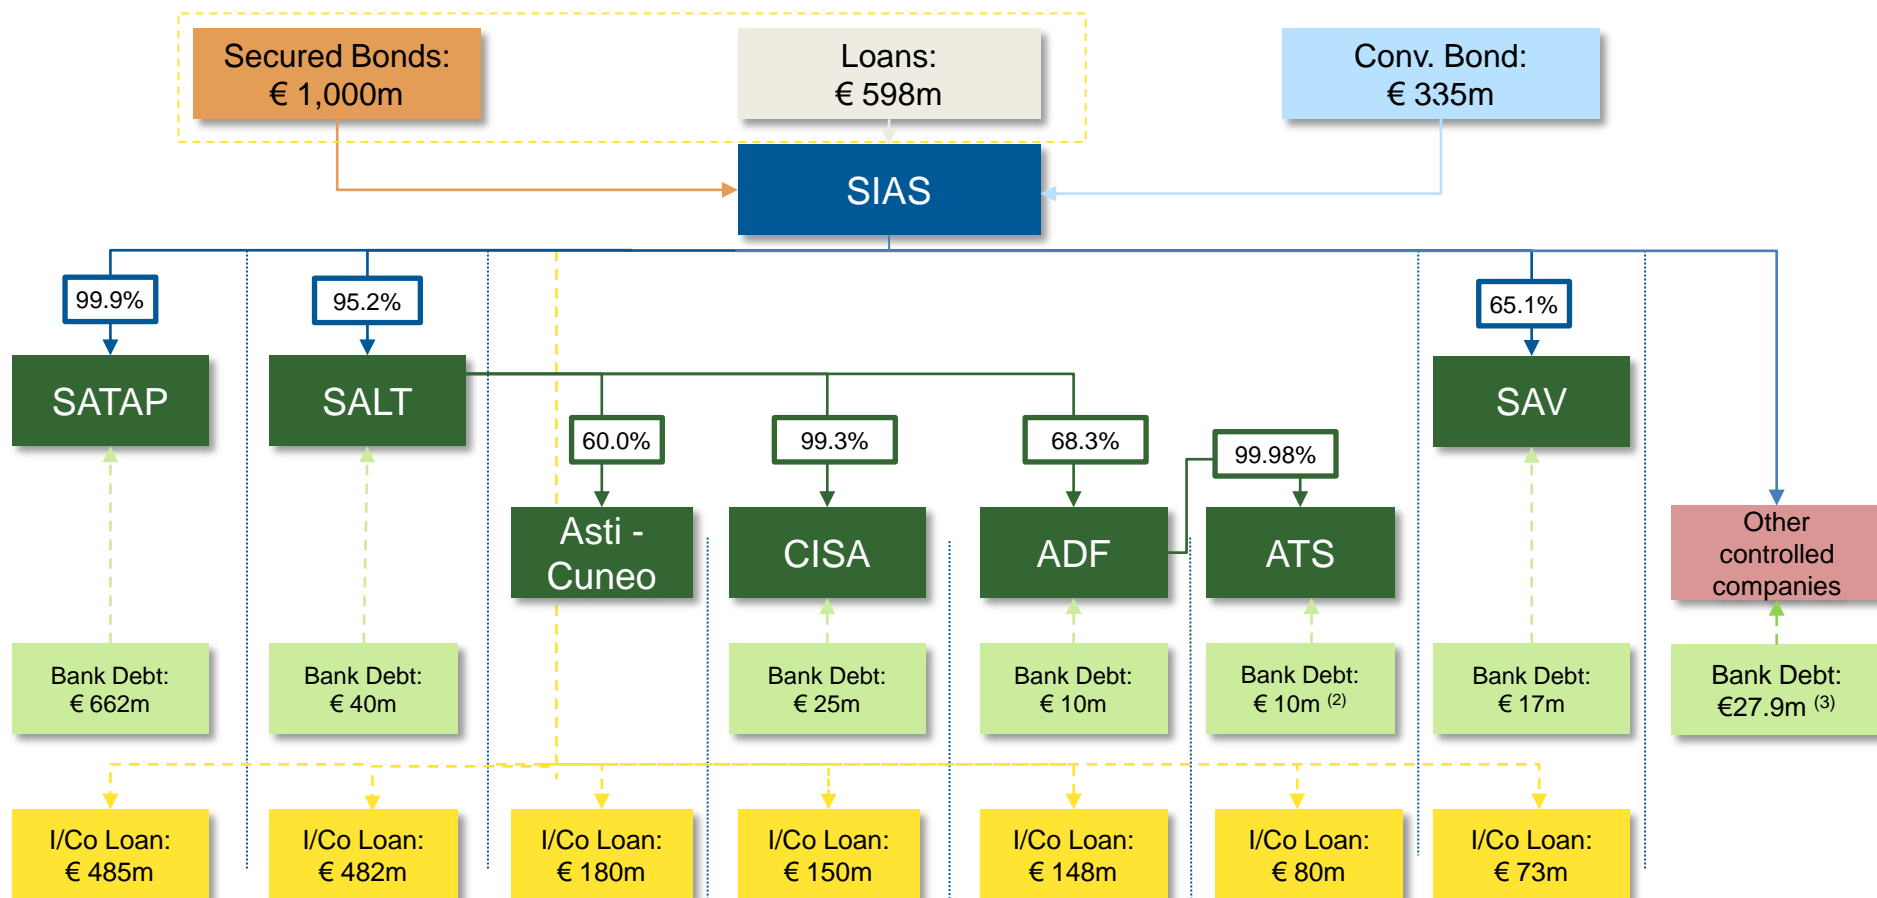 Secured Bonds:
€ 1,000m
Loans:
€ 598m
Conv. Bond:
€ 335m
SIAS
99.9%
95.2%
65.1%
SATAP
SALT
SAV
60.0%
99.3%
68.3%
99.98%
Asti -
Cuneo
CISA
ADF
ATS
Other
controlled
companies
Bank Debt:
€ 662m
Bank Debt:
€ 40m
Bank Debt:
€ 25m
Bank Debt:
€ 10m
Bank Debt:
€ 10m (2)
Bank Debt:
€ 17m
Bank Debt:
€27.9m (3)
I/Co Loan:
€ 485m
I/Co Loan:
€ 482m
I/Co Loan:
€ 180m
I/Co Loan:
€ 150m
I/Co Loan:
€ 148m
I/Co Loan:
€ 80m
I/Co Loan:
€ 73m